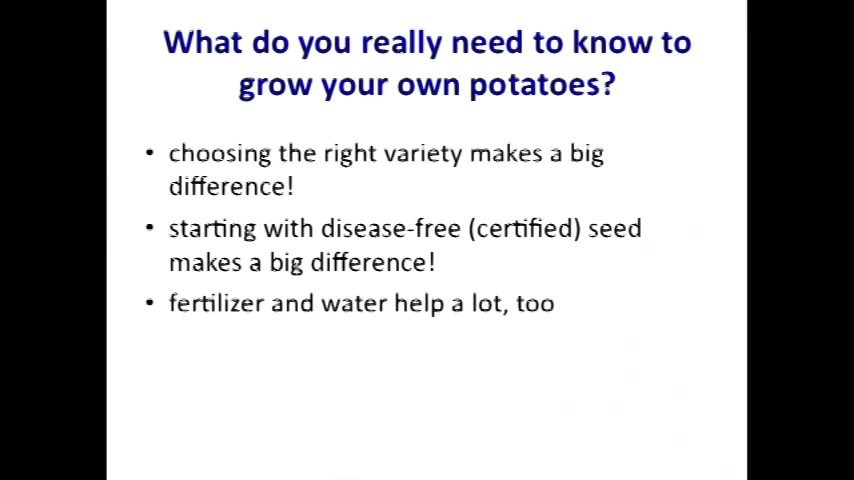 What do you really need to know to
grow your own potatoes?
• choosing the right variety makes a big
difference!
• starting with disease-free (certified) seed
makes a big difference!
• fertilizer and water help a lot, too